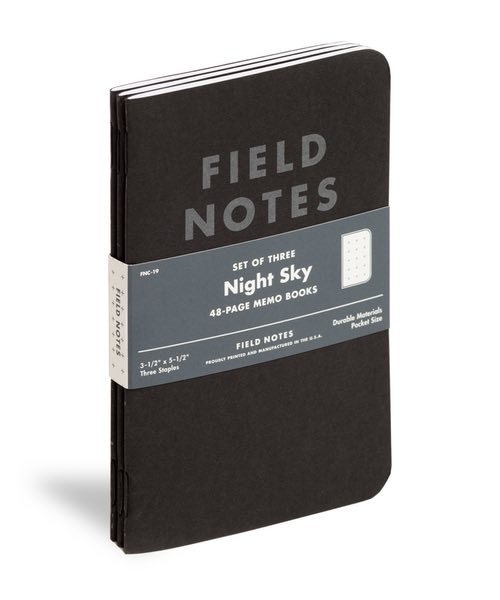 FIELD
NOTES
FNC-19
SET OF THREE
Night Sky
48-PAGE MEMO BOOKS
FIELD NOTES
PROUDLY PRINTED AND MANUFACTURED IN THE U.S.A.
3-1/2" x 5-1/2"
Three Staples
Durable Materials
Pocket Size
FIELD NOTES